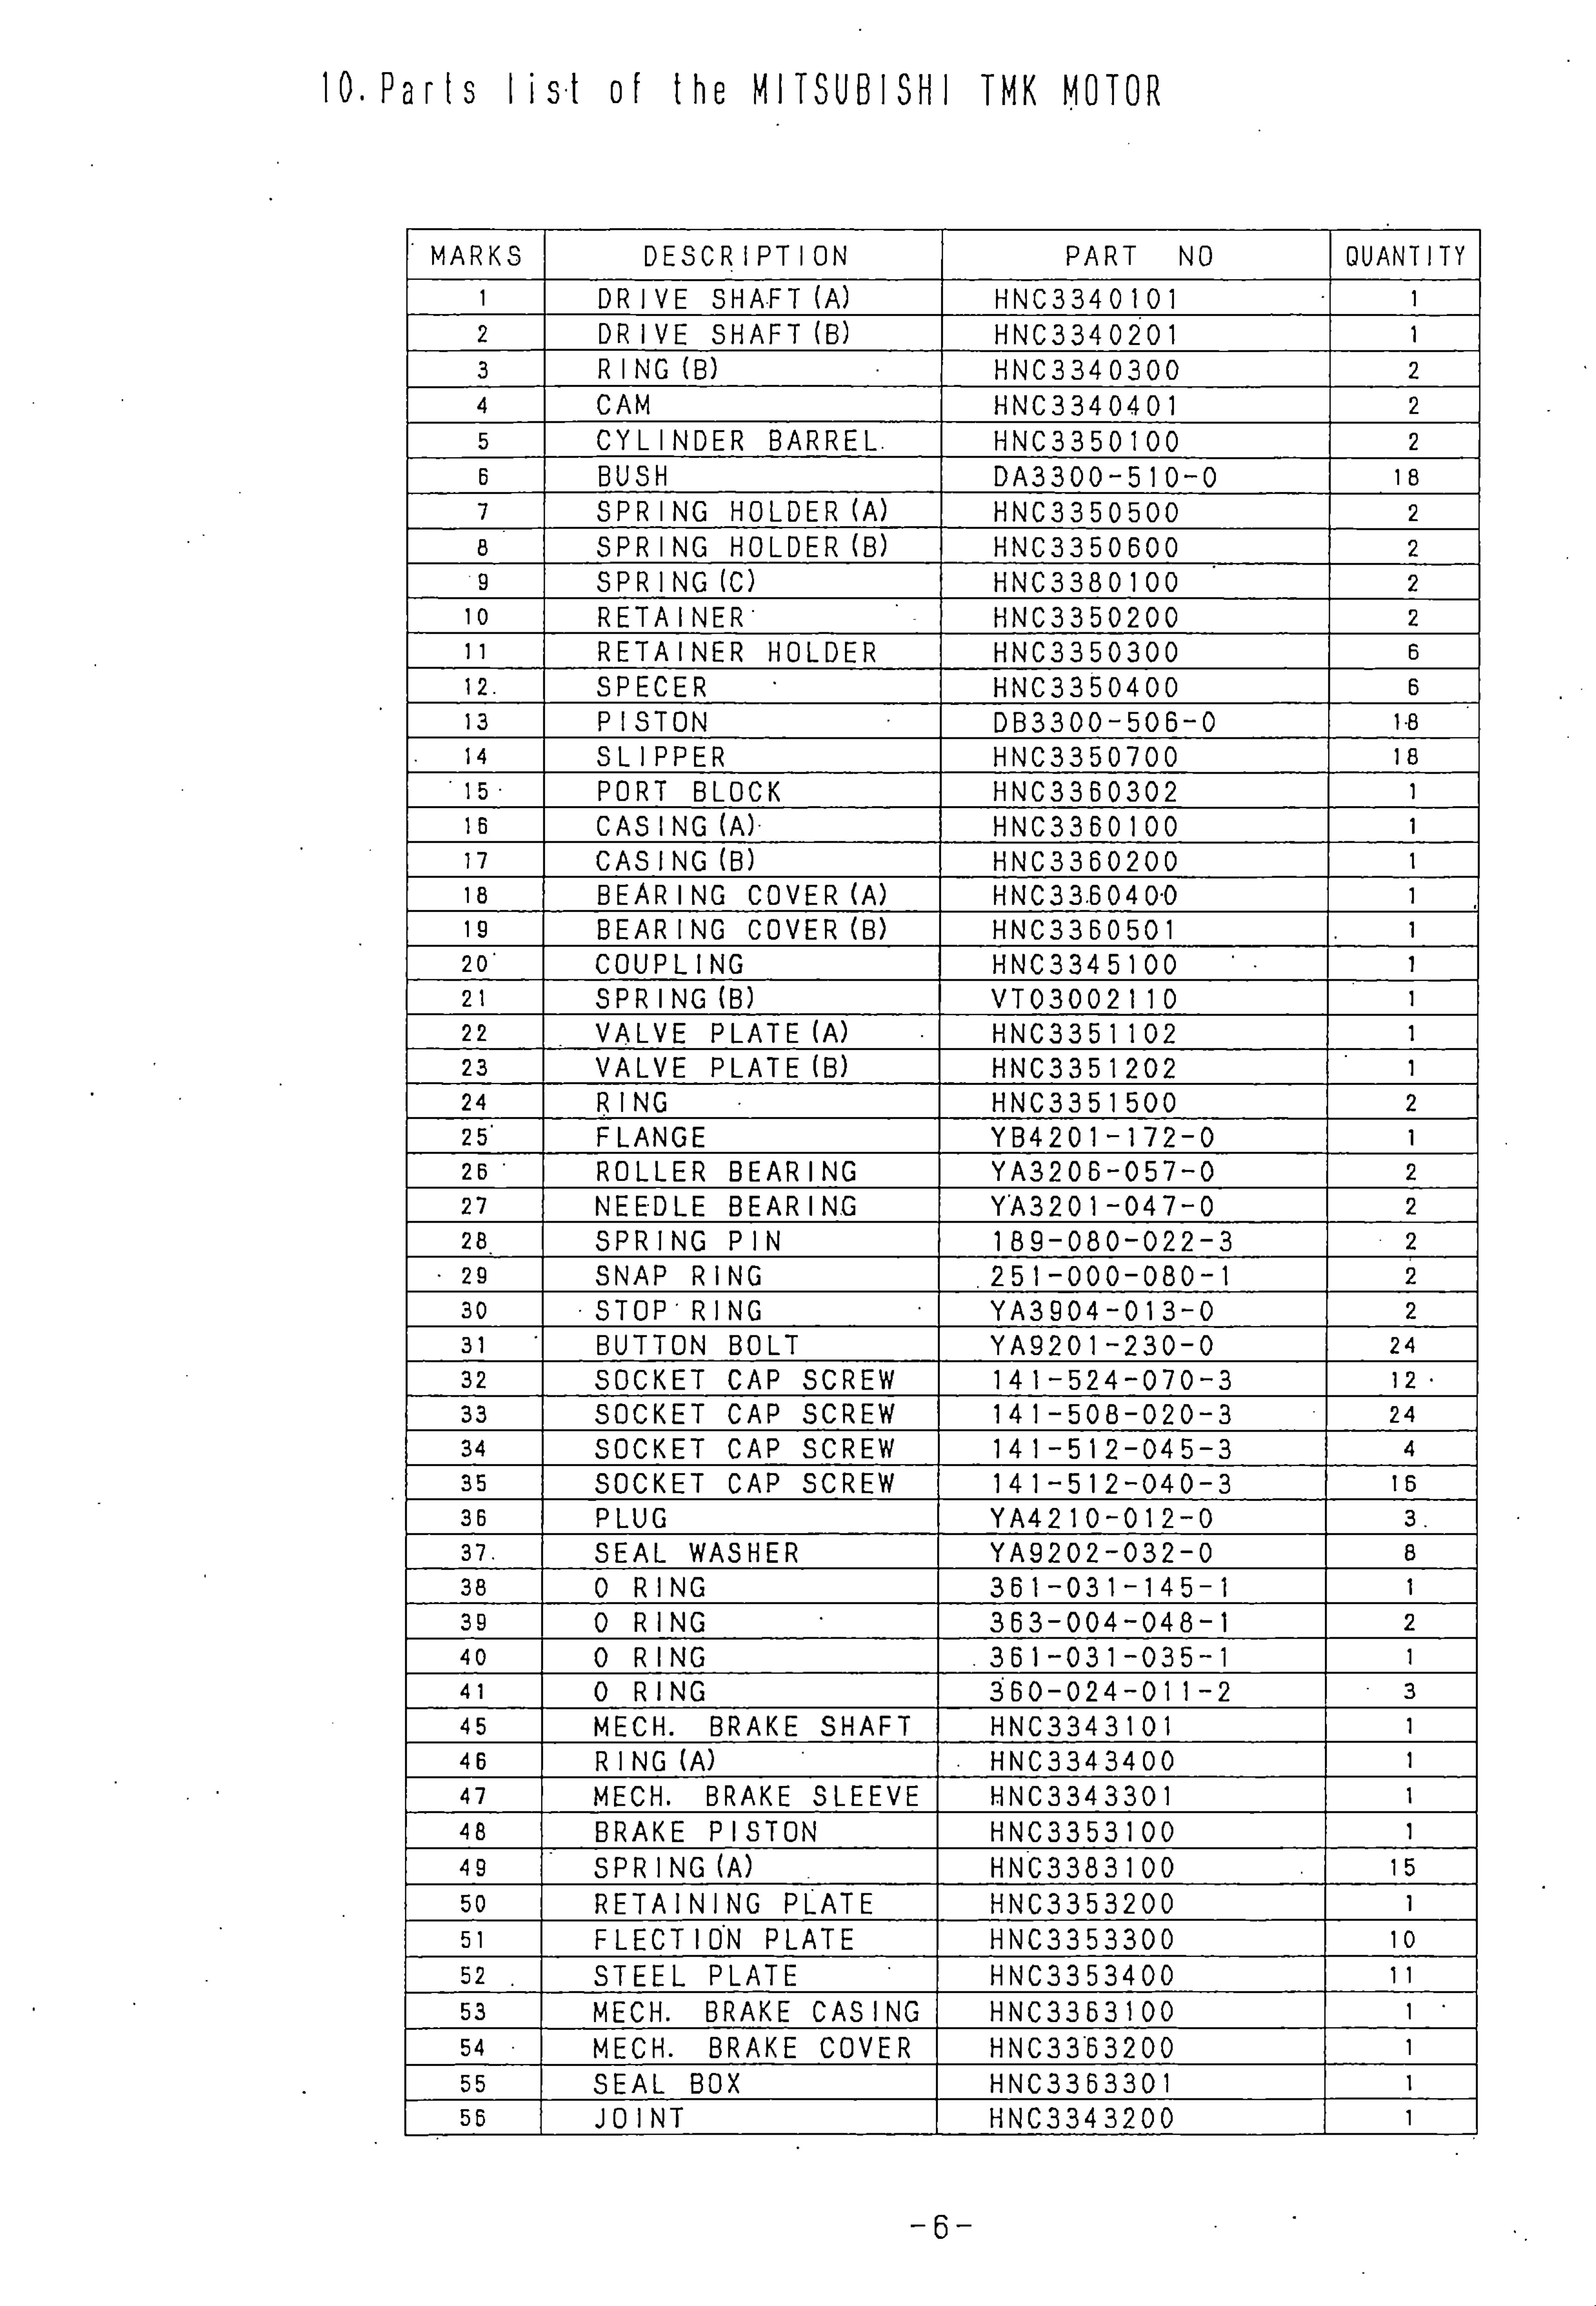 10. Parts list of the MITSUBISHI TMK MOTOR
MARKS DESCRIPTION PART NO QUANTITY
1 DRIVE SHAFT (A) HNC3340101 1
2 DRIVE SHAFT (B) HNC3340201 1
3 RING (B) HNC3340300 2
4 CAM HNC3340401 2
5 CYLINDER BARREL HNC3350100 2
6 BUSH DA3300-510-0 18
7 SPRING HOLDER (A) HNC3350500 2
8 SPRING HOLDER (B) HNC3350600 2
9 SPRING (C) HNC3380100 2
10 RETAINER HNC3350200 2
11 RETAINER HOLDER HNC3350300 6
12 SPECER HNC3350400 6
13 PISTON DB3300-506-0 18
14 SLIPPER HNC3350700 18
15 PORT BLOCK HNC3360302 1
16 CASING (A) HNC3360100 1
17 CASING (B) HNC3360200 1
18 BEARING COVER (A) HNC3360400 1
19 BEARING COVER (B) HNC3360501 1
20 COUPLING HNC3345100 1
21 SPRING (B) VT03002110 1
22 VALVE PLATE (A) HNC3351102 1
23 VALVE PLATE (B) HNC3351202 1
24 RING HNC3351500 2
25 FLANGE YB4201-172-0 1
26 ROLLER BEARING YA3206-057-0 2
27 NEEDLE BEARING YA3201-047-0 2
28 SPRING PIN 189-080-022-3 2
29 SNAP RING 251-000-080-1 2
30 STOP RING YA3904-013-0 2
31 BUTTON BOLT YA9201-230-0 24
32 SOCKET CAP SCREW 141-524-070-3 12
33 SOCKET CAP SCREW 141-508-020-3 24
34 SOCKET CAP SCREW 141-512-045-3 4
35 SOCKET CAP SCREW 141-512-040-3 16
36 PLUG YA4210-012-0 3
37 SEAL WASHER YA9202-032-0 8
38 O RING 361-031-145-1 1
39 O RING 363-004-048-1 2
40 O RING 361-031-035-1 1
41 O RING 360-024-011-2 3
45 MECH. BRAKE SHAFT HNC3343101 1
46 RING (A) HNC3343400 1
47 MECH. BRAKE SLEEVE HNC3343301 1
48 BRAKE PISTON HNC3353100 1
49 SPRING (A) HNC3383100 15
50 RETAINING PLATE HNC3353200 1
51 FLECTION PLATE HNC3353300 10
52 STEEL PLATE HNC3353400 11
53 MECH. BRAKE CASING HNC3363100 1
54 MECH. BRAKE COVER HNC3363200 1
55 SEAL BOX HNC3363301 1
56 JOINT HNC3343200 1
-6-